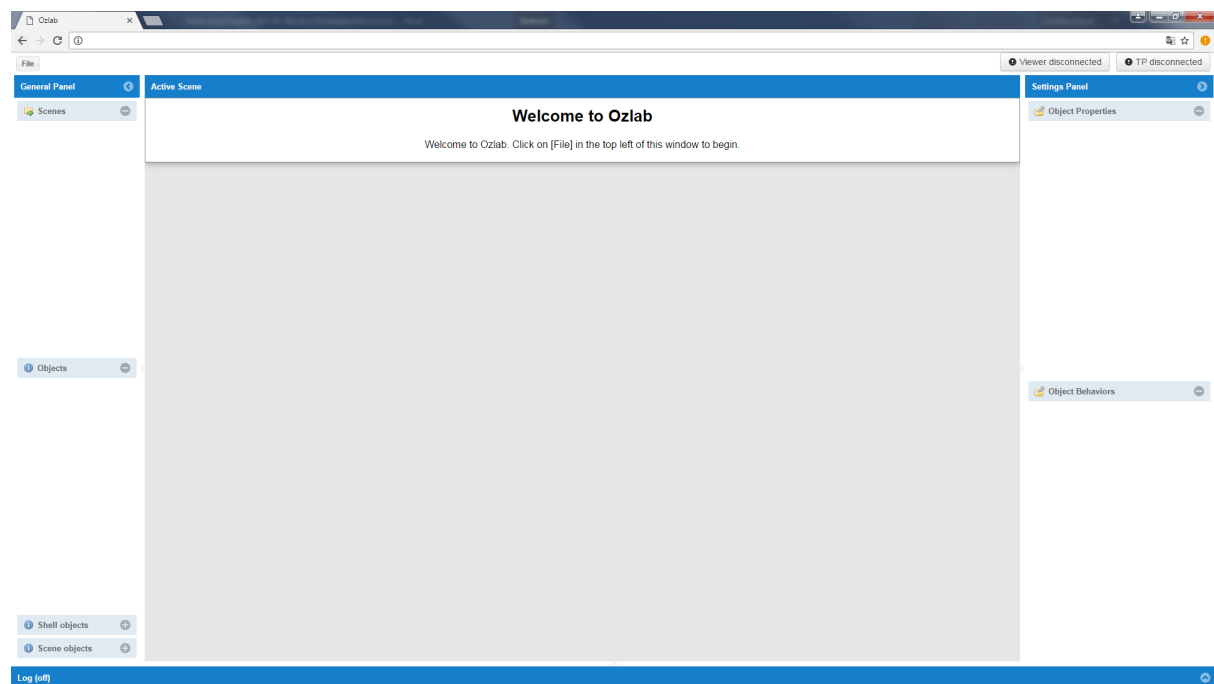 Ozlab
File
Viewer disconnected
TP disconnected
General Panel
Active Scene
Settings Panel
Scenes
Object Properties
Welcome to Ozlab
Welcome to Ozlab. Click on [File] in the top left of this window to begin.
Objects
Object Behaviors
Shell objects
Scene objects
Log (off)